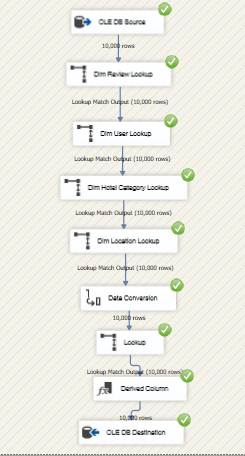 OLE DB Source
10,000 rows
Dim Review Lookup
Lookup Match Output (10,000 rows)
Dim User Lookup
Lookup Match Output (10,000 rows)
Dim Hotel Category Lookup
Lookup Match Output (10,000 rows)
Dim Location Lookup
Lookup Match Output (10,000 rows)
Data Conversion
10,000 rows
Lookup
Lookup Match Output (10,000 rows)
Derived Column
10,000 rows
OLE DB Destination